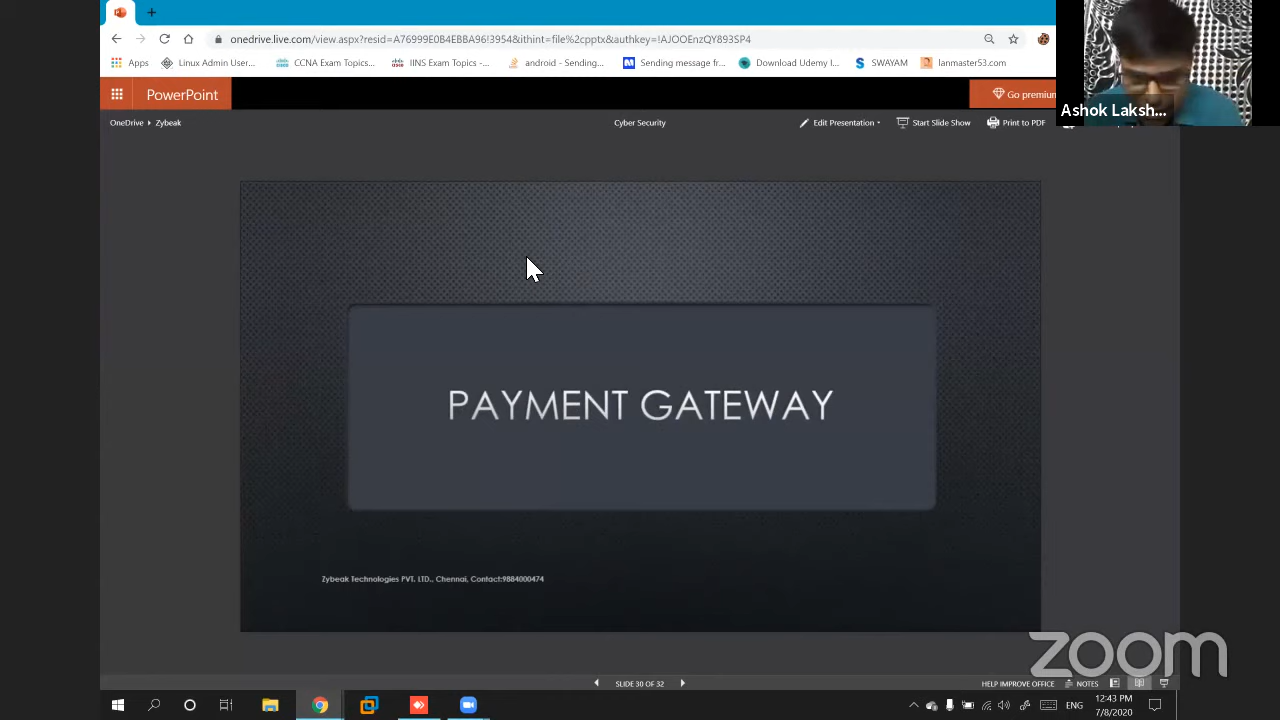 onedrive.live.com/view.aspx?resid=A76999E0B4EBBA96!3954&ithint=file%2cpptx&authkey=!AJOOEnzQY893SP4
Apps Linux Admin User... CCNA Exam Topics... IINS Exam Topics -... android - Sending... Sending message fr... Download Udemy l... SWAYAM lanmaster53.com
PowerPoint
Go premium
Ashok Laksh...
OneDrive Zybeak
Cyber Security
Edit Presentation Start Slide Show Print to PDF
PAYMENT GATEWAY
Zybeak Technologies PVT. LTD., Chennai, Contact:9884000474
zoom
SLIDE 30 OF 32
HELP IMPROVE OFFICE NOTES
ENG
12:43 PM
7/8/2020